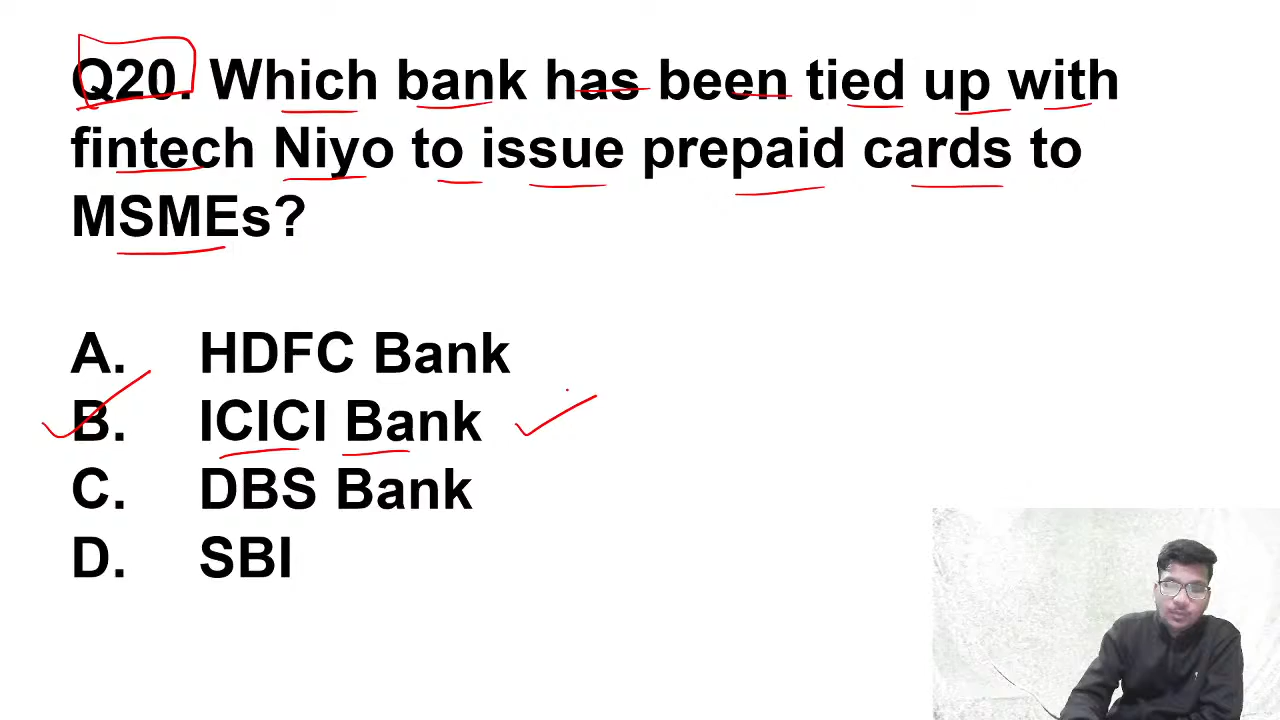 Q20. Which bank has been tied up with
fintech Niyo to issue prepaid cards to
MSMEs?
A. HDFC Bank
B. ICICI Bank
C. DBS Bank
D. SBI